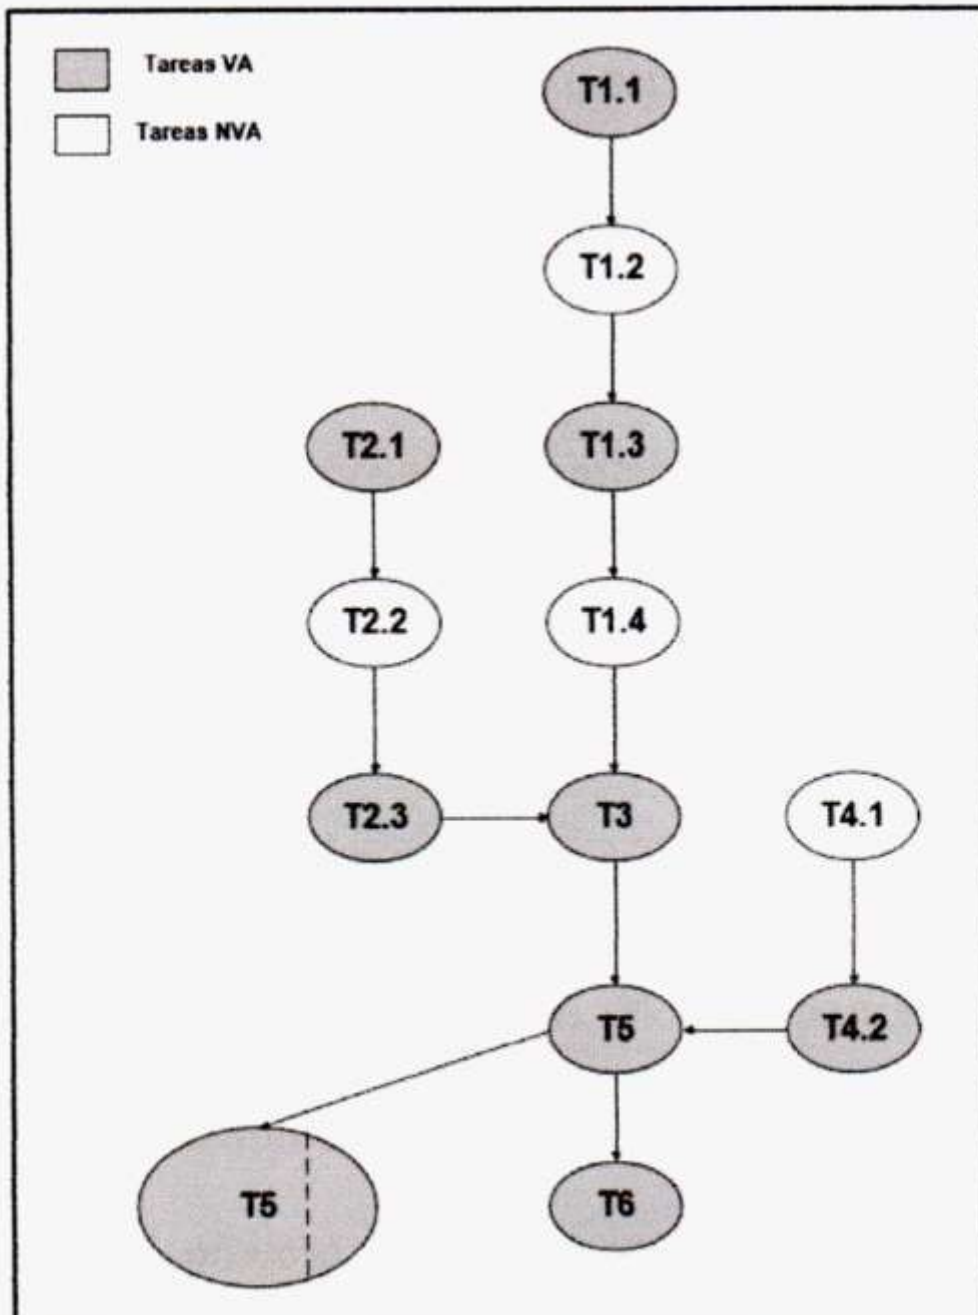 Tareas VA
Tareas NVA
T1.1
T1.2
T2.1
T1.3
T2.2
T1.4
T2.3
T3
T4.1
T5
T4.2
T5
T6